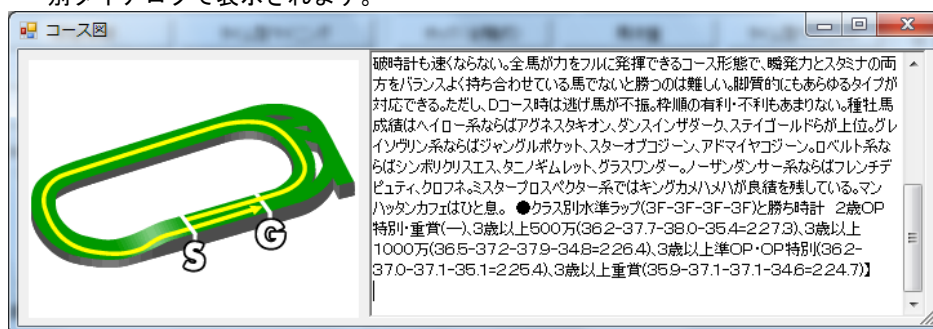 別ダイアログで表示されます。
コース図
破時計も速くならない。全馬が力をフルに発揮できるコース形態で、瞬発力とスタミナの両
方をバランスよく持ち合わせている馬でないと勝つのは難しい。脚質的にもあらゆるタイプが
対応できる。ただし、Dコース時は逃げ馬が不振。枠順の有利・不利もあまりない。種牡馬
成績はヘイロー系ならばアグネスタキオン、ダンスインザダーク、ステイゴールドらが上位。グレ
イソヴリン系ならばジャングルポケット、スターオブコジーン、アドマイヤコジーン。ロベルト系な
らばシンボリクリスエス、タニノギムレット、グラスワンダー。ノーザンダンサー系ならばフレンチデ
ピュティ、クロフネ。ミスタープロスペクター系ではキングカメハメハが良績を残している。マン
ハッタンカフェはひと息。 ●クラス別水準ラップ(3F-3F-3F-3F)と勝ち時計 2歳OP
特別・重賞(―)、3歳以上500万(36.2-37.7-38.0-35.4=2.27.3)、3歳以上
1000万(36.5-37.2-37.9-34.8=2.26.4)、3歳以上準OP・OP特別(36.2-
37.0-37.1-35.1=2.25.4)、3歳以上重賞(35.9-37.1-37.1-34.6=2.24.7)】
S
G